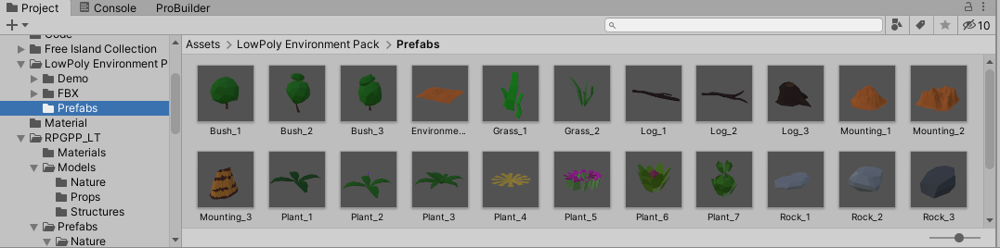 Project Console ProBuilder
10
Code
Free Island Collection
LowPoly Environment P
Demo
FBX
Prefabs
Material
RPGPP_LT
Materials
Models
Nature
Props
Structures
Prefabs
Nature
Assets > LowPoly Environment Pack > Prefabs
Bush_1 Bush_2 Bush_3 Environme... Grass_1 Grass_2 Log_1 Log_2 Log_3 Mounting_1 Mounting_2
Mounting_3 Plant_1 Plant_2 Plant_3 Plant_4 Plant_5 Plant_6 Plant_7 Rock_1 Rock_2 Rock_3